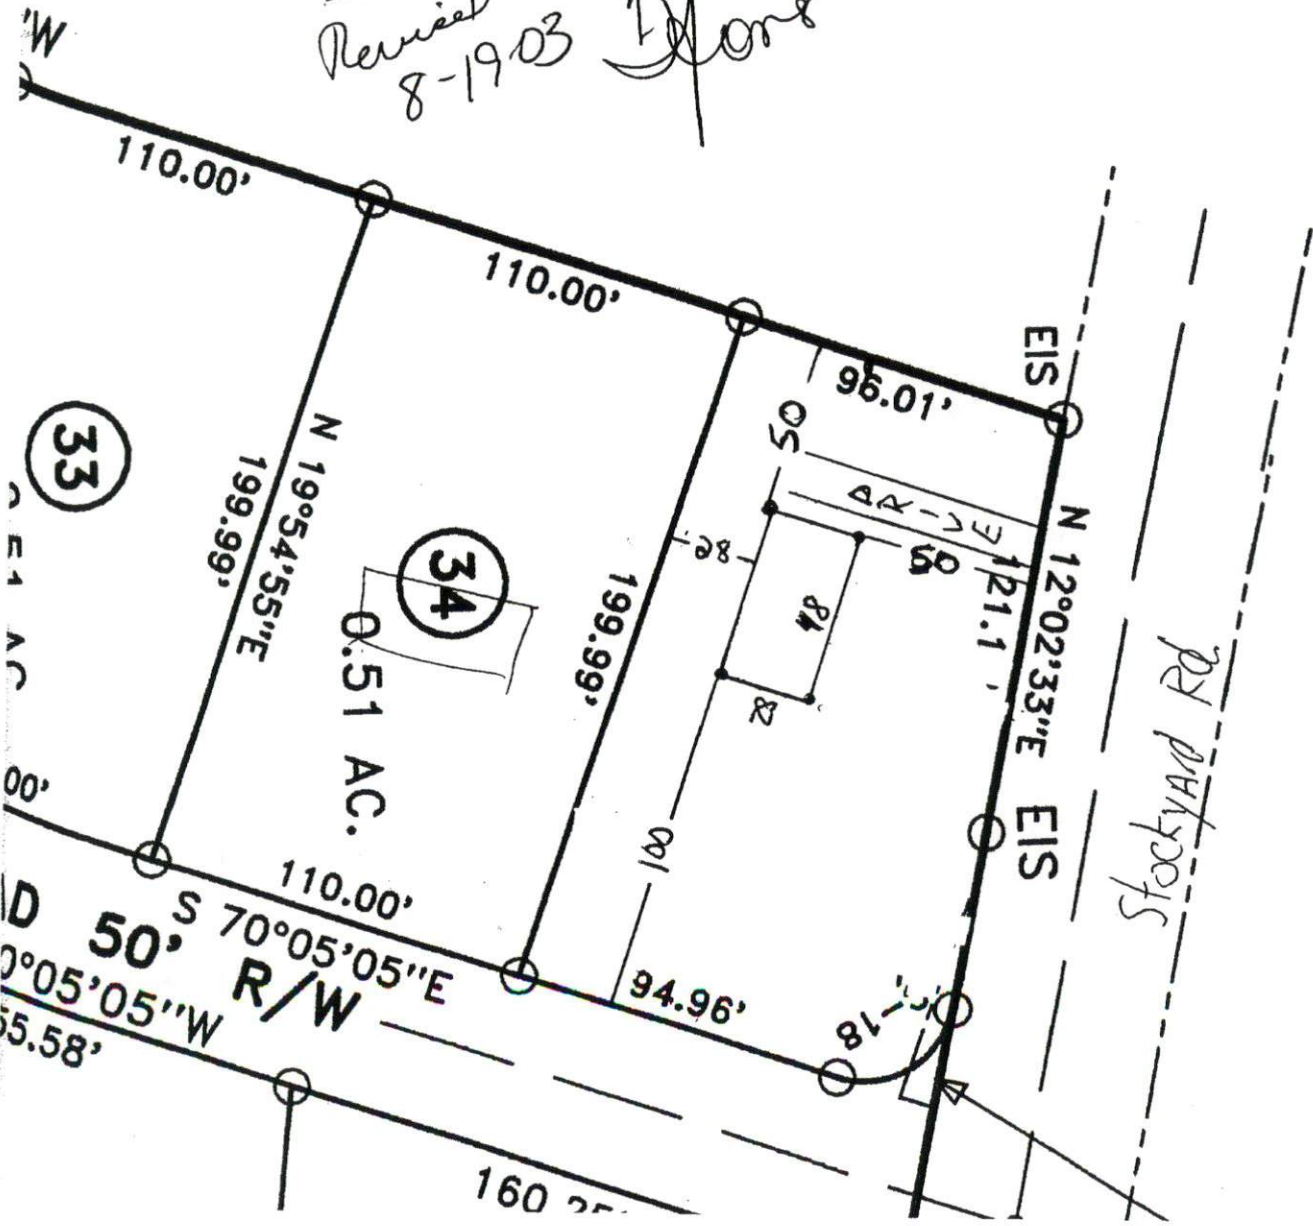 'W
Revised
8-19-03
110.00'
110.00'
96.01'
EIS
33
N 19°54'55"E
199.99'
34
0.51 AC.
199.99'
50
DRIVE
50
28
48
28
100
N 12°02'33"E
121.1
EIS
Stockyard Rd.
00'
110.00'
S 70°05'05"E
94.96'
"C"-18
D 50' R/W
0°05'05"W
55.58'